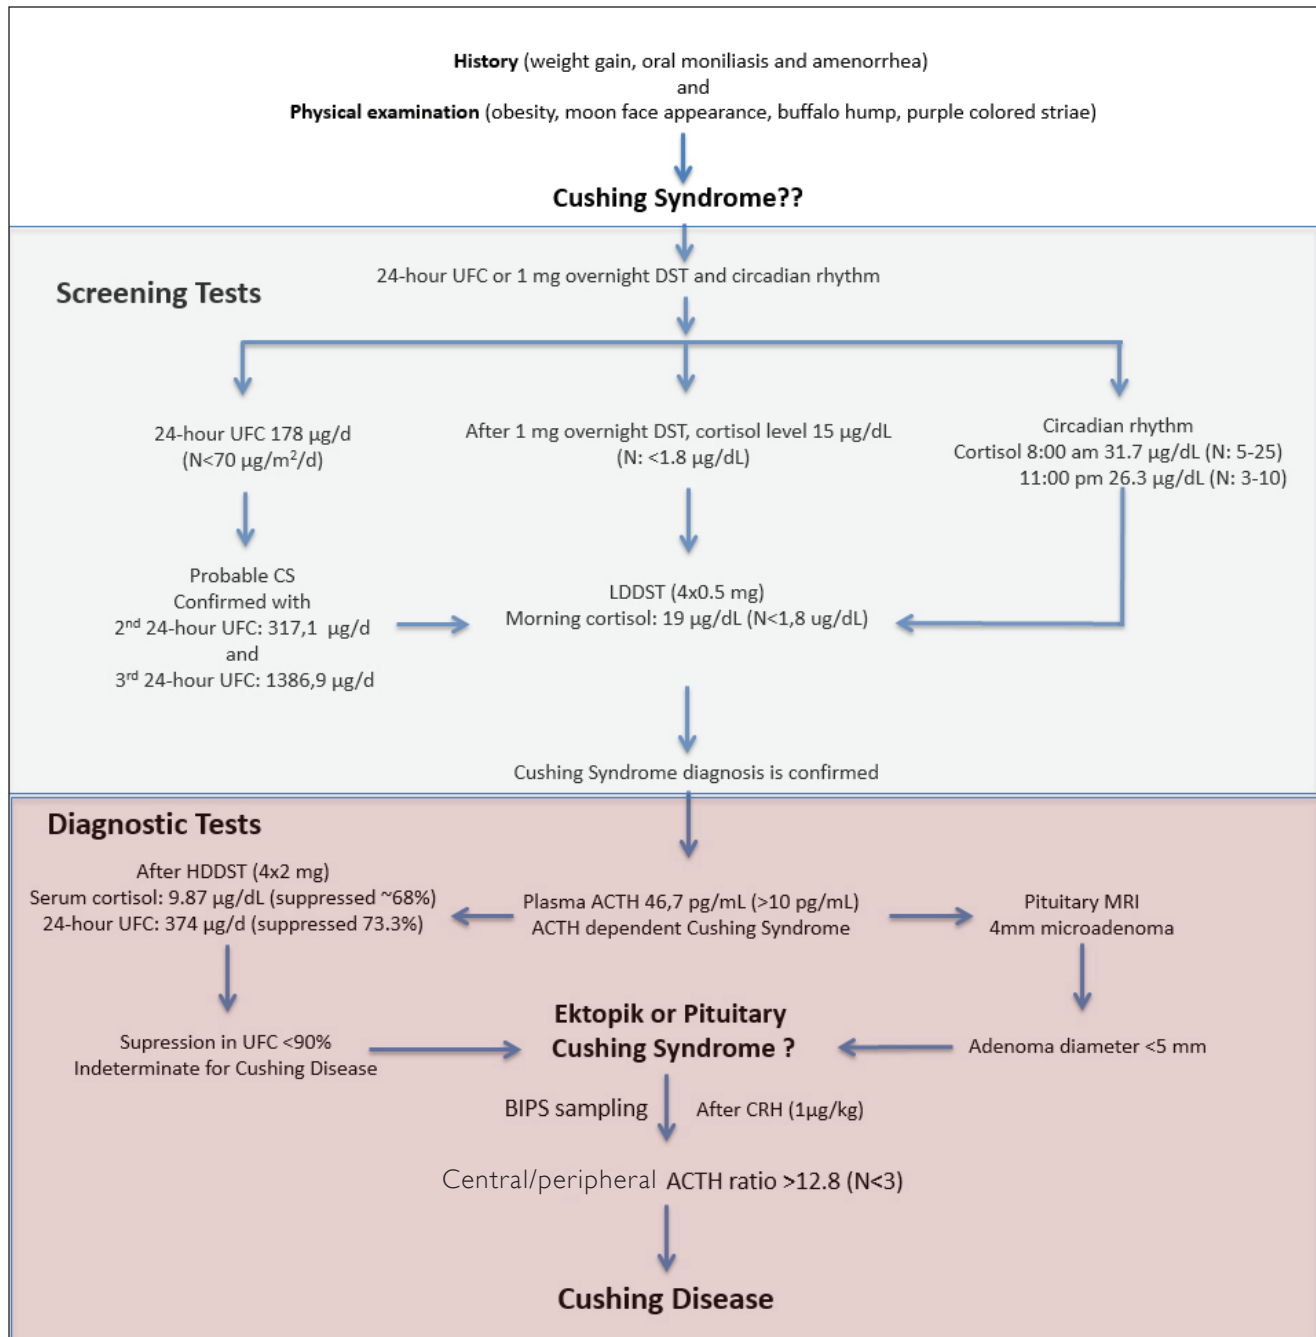 History (weight gain, oral moniliasis and amenorrhea)
and
Physical examination (obesity, moon face appearance, buffalo hump, purple colored striae)
Cushing Syndrome??
Screening Tests
24-hour UFC or 1 mg overnight DST and circadian rhythm
24-hour UFC 178 µg/d
(N<70 µg/m²/d)
After 1 mg overnight DST, cortisol level 15 µg/dL
(N: <1.8 µg/dL)
Circadian rhythm
Cortisol 8:00 am 31.7 µg/dL (N: 5-25)
11:00 pm 26.3 µg/dL (N: 3-10)
Probable CS
Confirmed with
2nd 24-hour UFC: 317,1 µg/d
and
3rd 24-hour UFC: 1386,9 µg/d
LDDST (4x0.5 mg)
Morning cortisol: 19 µg/dL (N<1,8 ug/dL)
Cushing Syndrome diagnosis is confirmed
Diagnostic Tests
After HDDST (4x2 mg)
Serum cortisol: 9.87 µg/dL (suppressed ~68%)
24-hour UFC: 374 µg/d (suppressed 73.3%)
Plasma ACTH 46,7 pg/mL (>10 pg/mL)
ACTH dependent Cushing Syndrome
Pituitary MRI
4mm microadenoma
Supression in UFC <90%
Indeterminate for Cushing Disease
Ektopik or Pituitary
Cushing Syndrome ?
Adenoma diameter <5 mm
BIPS sampling
After CRH (1µg/kg)
Central/peripheral ACTH ratio >12.8 (N<3)
Cushing Disease